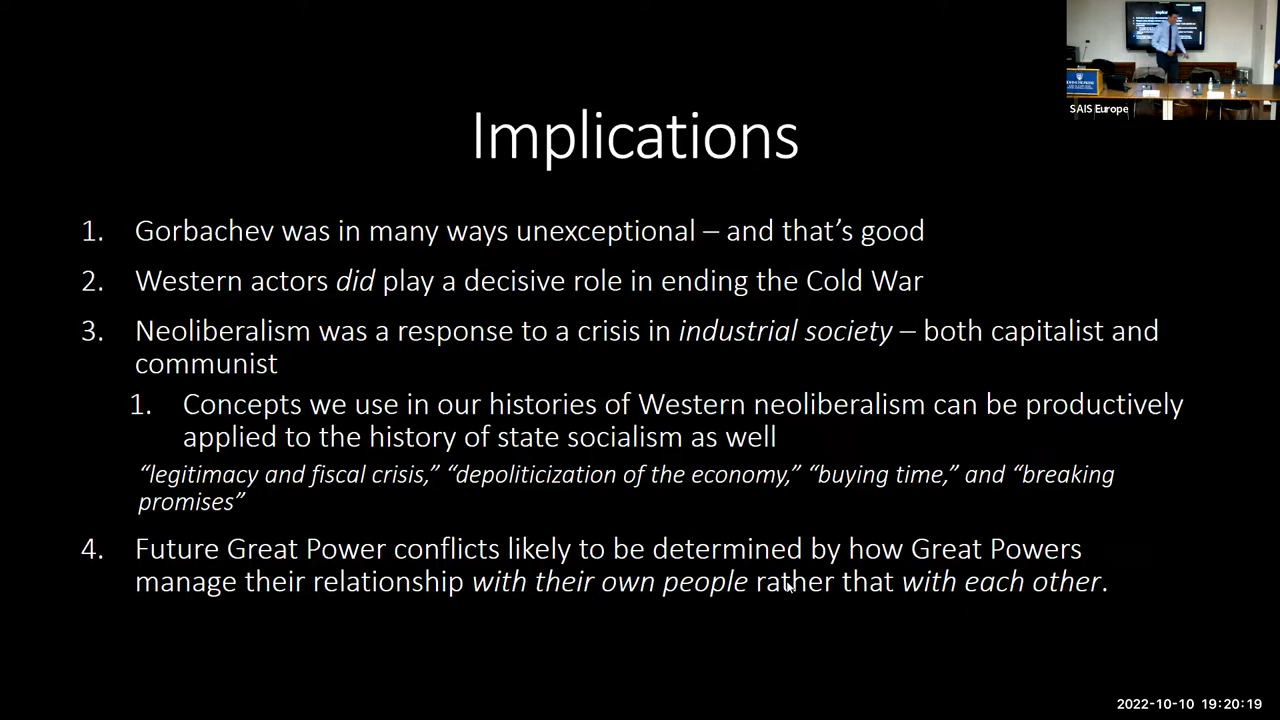 Implications
SAIS Europe
1. Gorbachev was in many ways unexceptional – and that’s good
2. Western actors did play a decisive role in ending the Cold War
3. Neoliberalism was a response to a crisis in industrial society – both capitalist and
communist
1. Concepts we use in our histories of Western neoliberalism can be productively
applied to the history of state socialism as well
“legitimacy and fiscal crisis,” “depoliticization of the economy,” “buying time,” and “breaking
promises”
4. Future Great Power conflicts likely to be determined by how Great Powers
manage their relationship with their own people rather that with each other.
2022-10-10 19:20:19